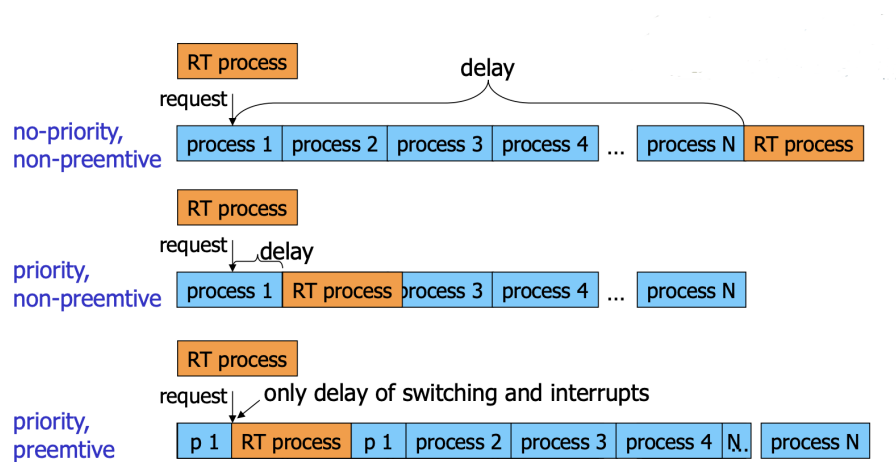 RT process
delay
request
no-priority,
non-preemtive
process 1 process 2 process 3 process 4 ... process N RT process
RT process
request
delay
priority,
non-preemtive
process 1 RT process process 3 process 4 ... process N
RT process
request
only delay of switching and interrupts
priority,
preemtive
p 1 RT process p 1 process 2 process 3 process 4 N... process N